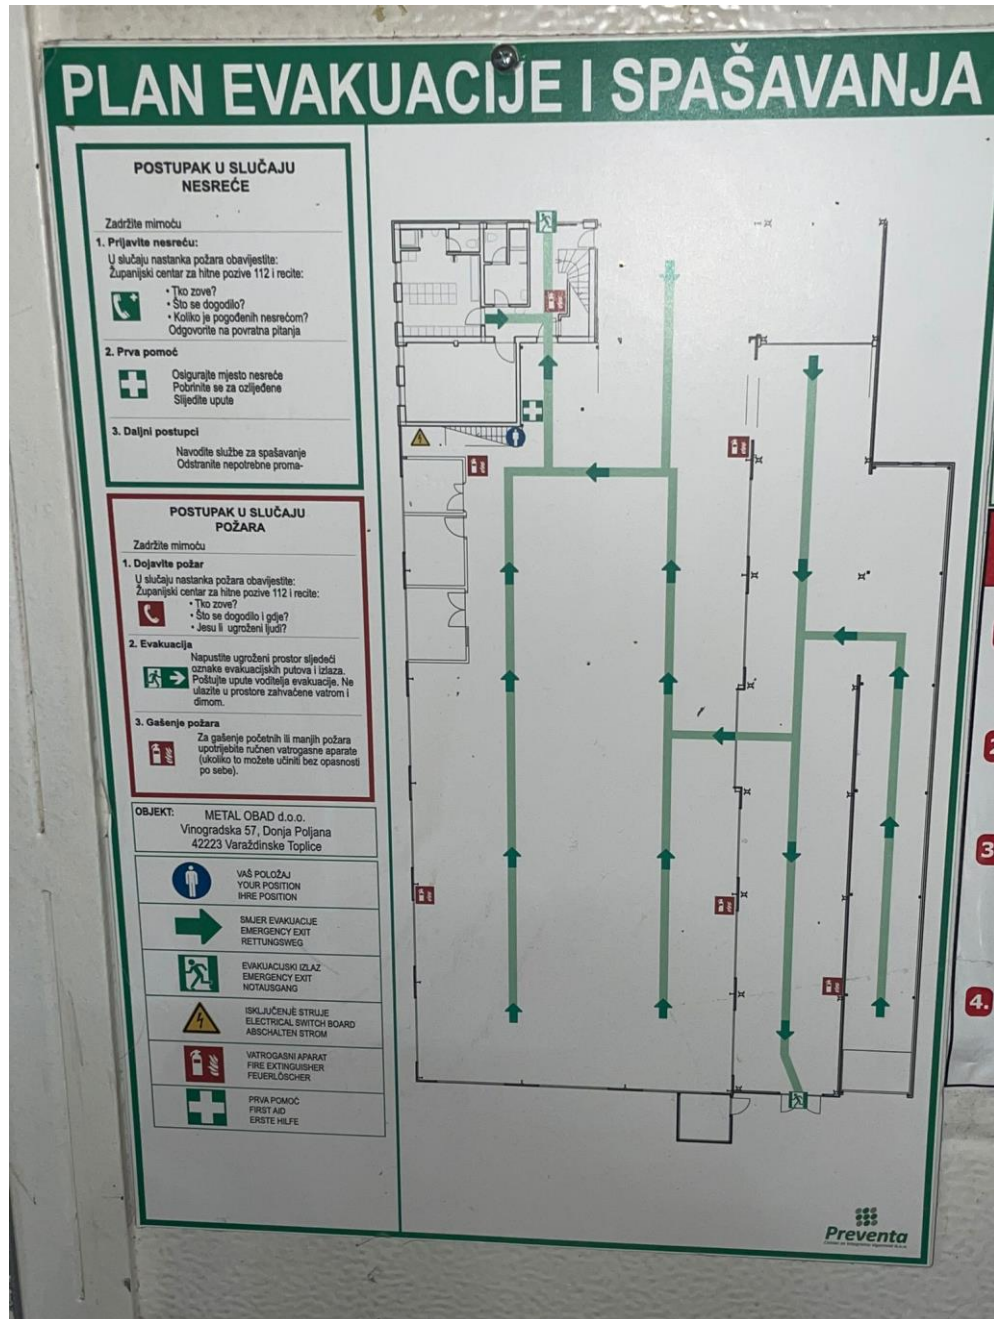 PLAN EVAKUACIJE I SPAŠAVANJA
POSTUPAK U SLUČAJU
NESREĆE
Zadržite mirnoću
1. Prijavite nesreću:
U slučaju nastanka požara obavijestite:
Županijski centar za hitne pozive 112 i recite:
• Tko zove?
• Što se dogodilo?
• Koliko je pogođenih nesrećom?
Odgovorite na povratna pitanja
2. Prva pomoć
Osigurajte mjesto nesreće
Pobrinite se za ozlijeđene
Slijedite upute
3. Daljni postupci
Navodite službe za spašavanje
Odstranite nepotrebne proma-
POSTUPAK U SLUČAJU
POŽARA
Zadržite mirnoću
1. Dojavite požar
U slučaju nastanka požara obavijestite:
Županijski centar za hitne pozive 112 i recite:
• Tko zove?
• Što se dogodilo i gdje?
• Jesu li ugroženi ljudi?
2. Evakuacija
Napustite ugroženi prostor sljedeći
oznake evakuacijskih putova i izlaza.
Poštujte upute voditelja evakuacije. Ne
ulazite u prostore zahvaćene vatrom i
dimom.
3. Gašenje požara
Za gašenje početnih ili manjih požara
upotrijebite ručnen vatrogasne aparate
(ukoliko to možete učiniti bez opasnosti
po sebe).
OBJEKT: METAL OBAD d.o.o.
Vinogradska 57, Donja Poljana
42223 Varaždinske Toplice
VAŠ POLOŽAJ
YOUR POSITION
IHRE POSITION
SMJER EVAKUACIJE
EMERGENCY EXIT
RETTUNGSWEG
EVAKUACIJSKI IZLAZ
EMERGENCY EXIT
NOTAUSGANG
ISKLJUČENJE STRUJE
ELECTRICAL SWITCH BOARD
ABSCHALTEN STROM
VATROGASNI APARAT
FIRE EXTINGUISHER
FEUERLÖSCHER
PRVA POMOĆ
FIRST AID
ERSTE HILFE
Preventa
3
4.